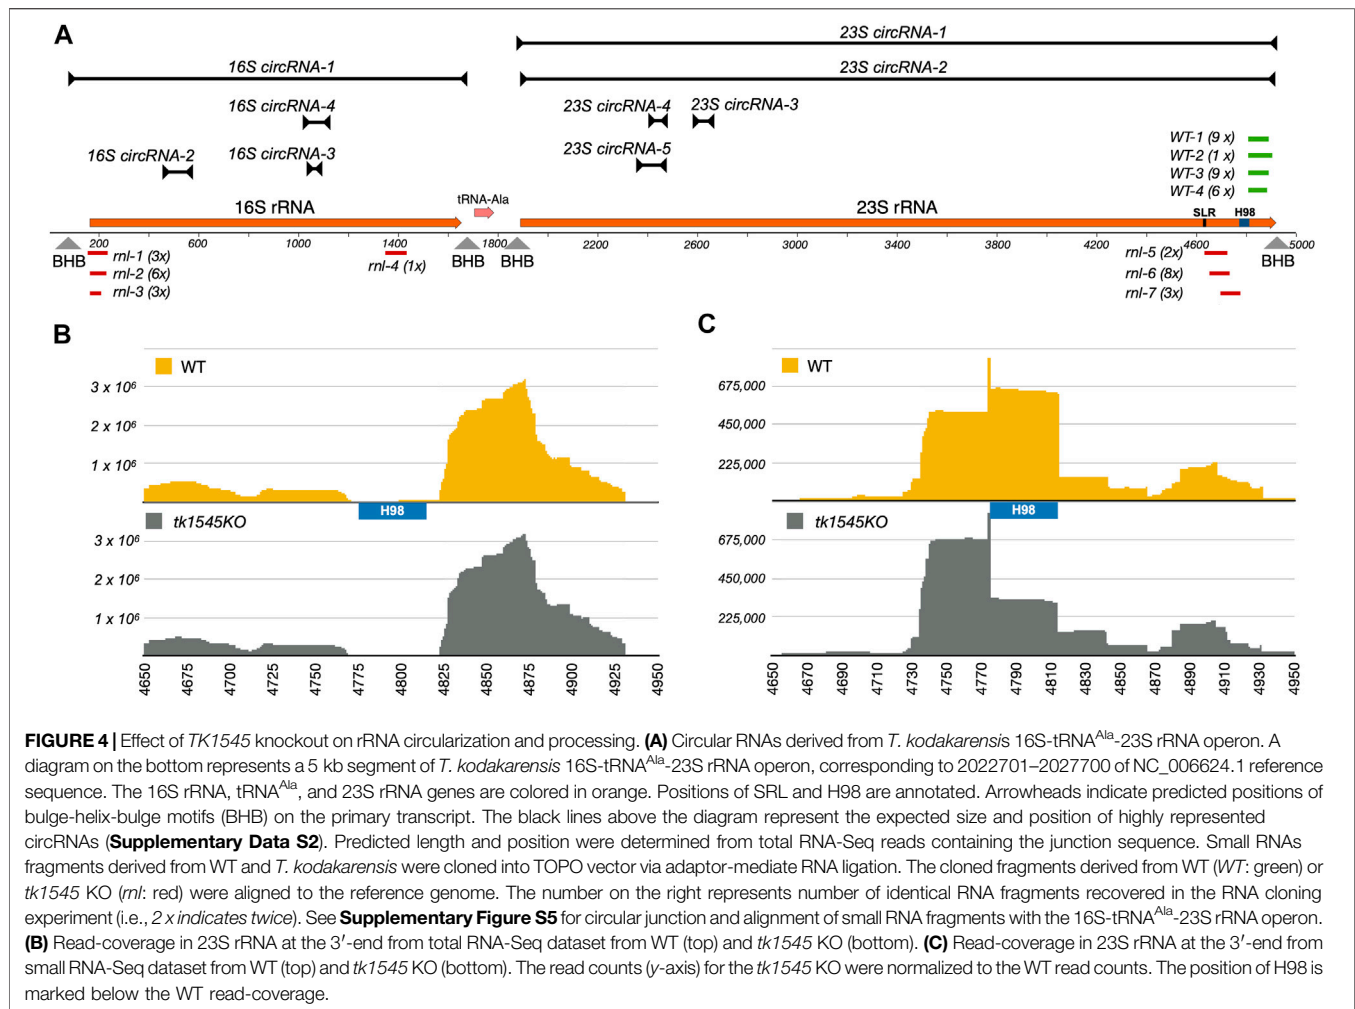 A
23S circRNA-1
16S circRNA-1
23S circRNA-2
16S circRNA-4
23S circRNA-4
23S circRNA-3
16S circRNA-2
16S circRNA-3
23S circRNA-5
WT-1 (9 x)
WT-2 (1 x)
WT-3 (9 x)
WT-4 (6 x)
16S rRNA
tRNA-Ala
23S rRNA
SLR
H98
200 600 1000 1400 1800 2200 2600 3000 3400 3800 4200 4600 5000
BHB BHB BHB BHB
rnl-1 (3x)
rnl-2 (6x)
rnl-3 (3x)
rnl-4 (1x)
rnl-5 (2x)
rnl-6 (8x)
rnl-7 (3x)
B
WT
3 x 10⁶
2 x 10⁶
1 x 10⁶
H98
tk1545KO
3 x 10⁶
2 x 10⁶
1 x 10⁶
4650 4675 4700 4725 4750 4775 4800 4825 4850 4875 4900 4925 4950
C
WT
675,000
450,000
225,000
H98
tk1545KO
675,000
450,000
225,000
4650 4670 4690 4710 4730 4750 4770 4790 4810 4830 4850 4870 4890 4910 4930 4950
FIGURE 4 | Effect of TK1545 knockout on rRNA circularization and processing. (A) Circular RNAs derived from T. kodakarensis 16S-tRNAAla-23S rRNA operon. A
diagram on the bottom represents a 5 kb segment of T. kodakarensis 16S-tRNAAla-23S rRNA operon, corresponding to 2022701–2027700 of NC_006624.1 reference
sequence. The 16S rRNA, tRNAAla, and 23S rRNA genes are colored in orange. Positions of SRL and H98 are annotated. Arrowheads indicate predicted positions of
bulge-helix-bulge motifs (BHB) on the primary transcript. The black lines above the diagram represent the expected size and position of highly represented
circRNAs (Supplementary Data S2). Predicted length and position were determined from total RNA-Seq reads containing the junction sequence. Small RNAs
fragments derived from WT and T. kodakarensis were cloned into TOPO vector via adaptor-mediate RNA ligation. The cloned fragments derived from WT (WT: green) or
tk1545 KO (rnl: red) were aligned to the reference genome. The number on the right represents number of identical RNA fragments recovered in the RNA cloning
experiment (i.e., 2 x indicates twice). See Supplementary Figure S5 for circular junction and alignment of small RNA fragments with the 16S-tRNAAla-23S rRNA operon.
(B) Read-coverage in 23S rRNA at the 3′-end from total RNA-Seq dataset from WT (top) and tk1545 KO (bottom). (C) Read-coverage in 23S rRNA at the 3′-end from
small RNA-Seq dataset from WT (top) and tk1545 KO (bottom). The read counts (y-axis) for the tk1545 KO were normalized to the WT read counts. The position of H98 is
marked below the WT read-coverage.